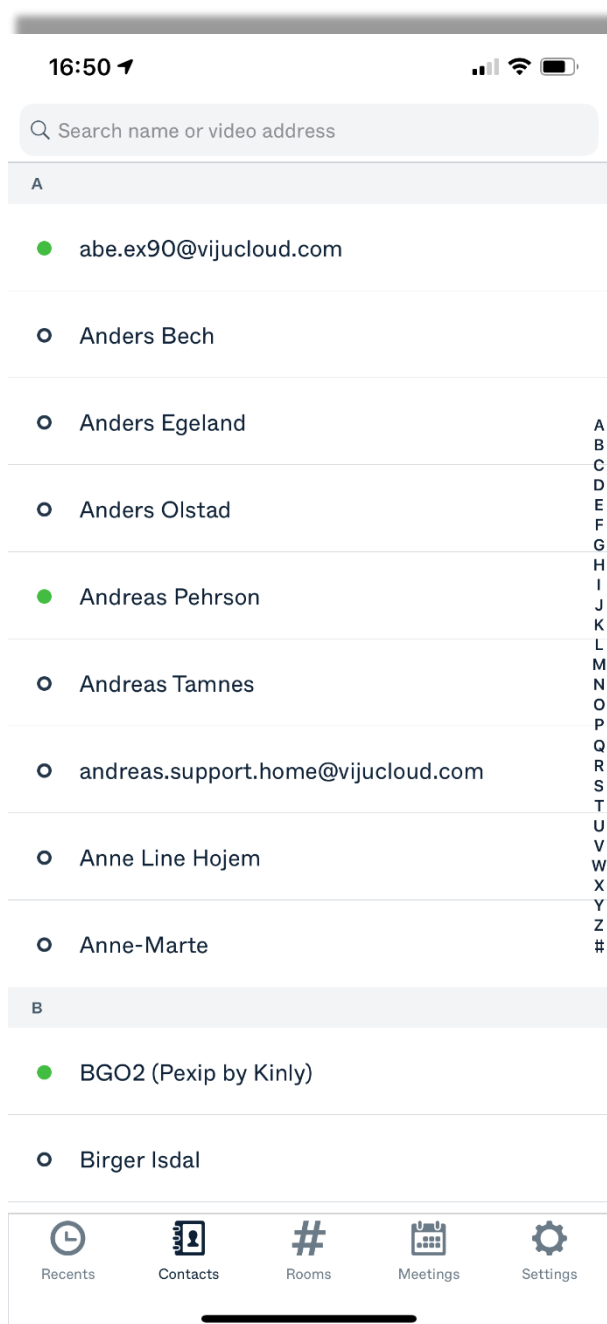 16:50
Search name or video address
A
abe.ex90@vijucloud.com
Anders Bech
Anders Egeland
Anders Olstad
Andreas Pehrson
Andreas Tamnes
andreas.support.home@vijucloud.com
Anne Line Hojem
Anne-Marte
B
BGO2 (Pexip by Kinly)
Birger Isdal
A
B
C
D
E
F
G
H
I
J
K
L
M
N
O
P
Q
R
S
T
U
V
W
X
Y
Z
#
Recents Contacts Rooms Meetings Settings